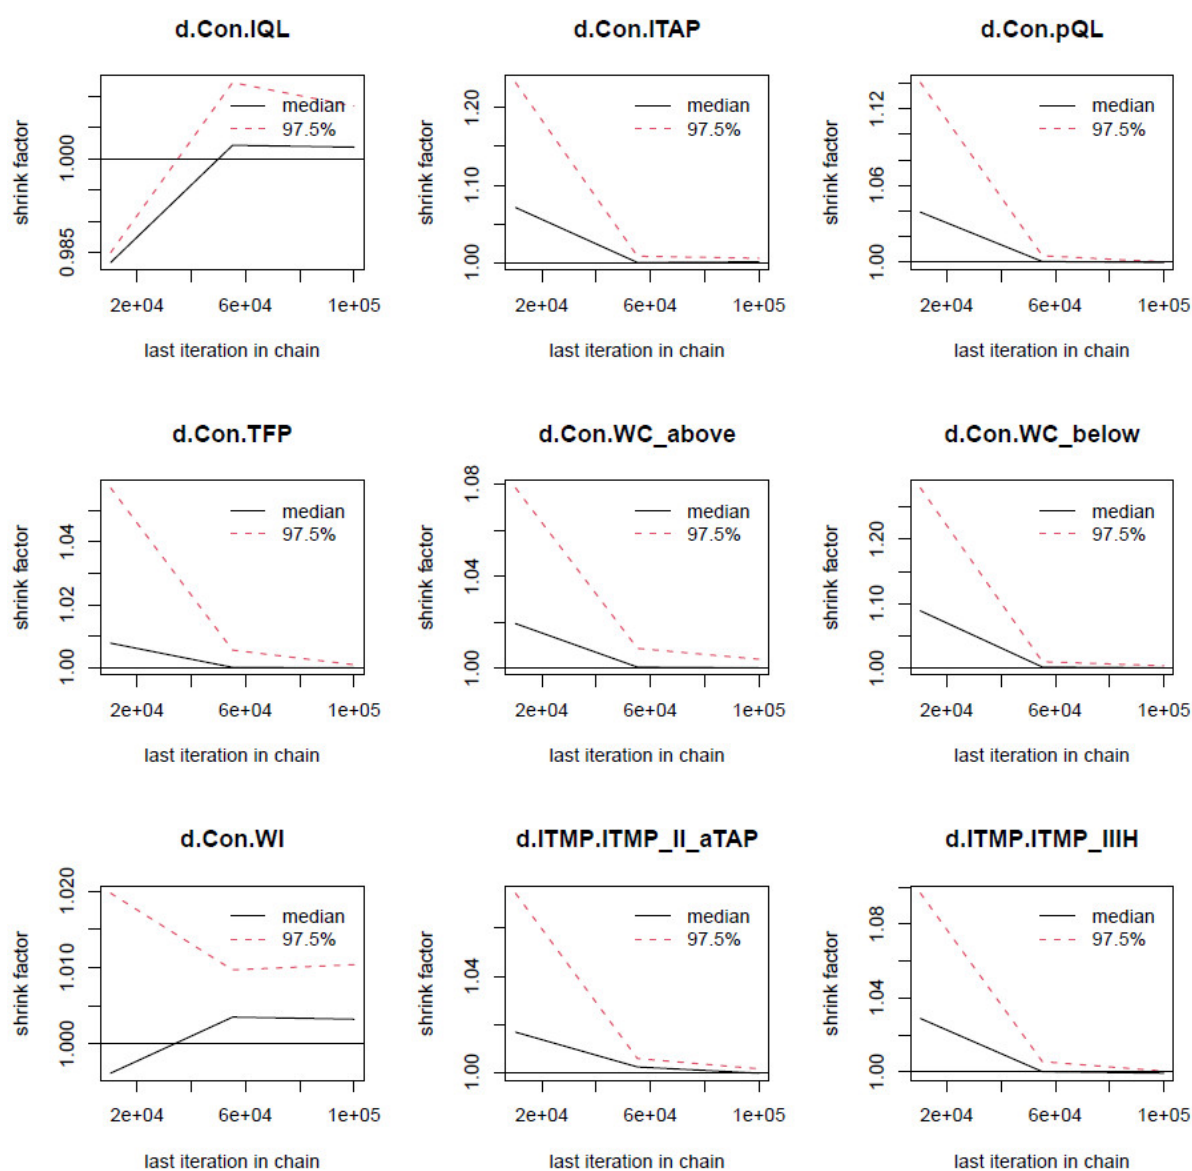 d.Con.IQL
shrink factor
0.985
1.000
median
97.5%
2e+04
6e+04
1e+05
last iteration in chain
d.Con.ITAP
shrink factor
1.00
1.10
1.20
median
97.5%
2e+04
6e+04
1e+05
last iteration in chain
d.Con.pQL
shrink factor
1.00
1.06
1.12
median
97.5%
2e+04
6e+04
1e+05
last iteration in chain
d.Con.TFP
shrink factor
1.00
1.02
1.04
median
97.5%
2e+04
6e+04
1e+05
last iteration in chain
d.Con.WC_above
shrink factor
1.00
1.04
1.08
median
97.5%
2e+04
6e+04
1e+05
last iteration in chain
d.Con.WC_below
shrink factor
1.00
1.10
1.20
median
97.5%
2e+04
6e+04
1e+05
last iteration in chain
d.Con.WI
shrink factor
1.000
1.010
1.020
median
97.5%
2e+04
6e+04
1e+05
last iteration in chain
d.ITMP.ITMP_II_aTAP
shrink factor
1.00
1.04
median
97.5%
2e+04
6e+04
1e+05
last iteration in chain
d.ITMP.ITMP_IIIH
shrink factor
1.00
1.04
1.08
median
97.5%
2e+04
6e+04
1e+05
last iteration in chain